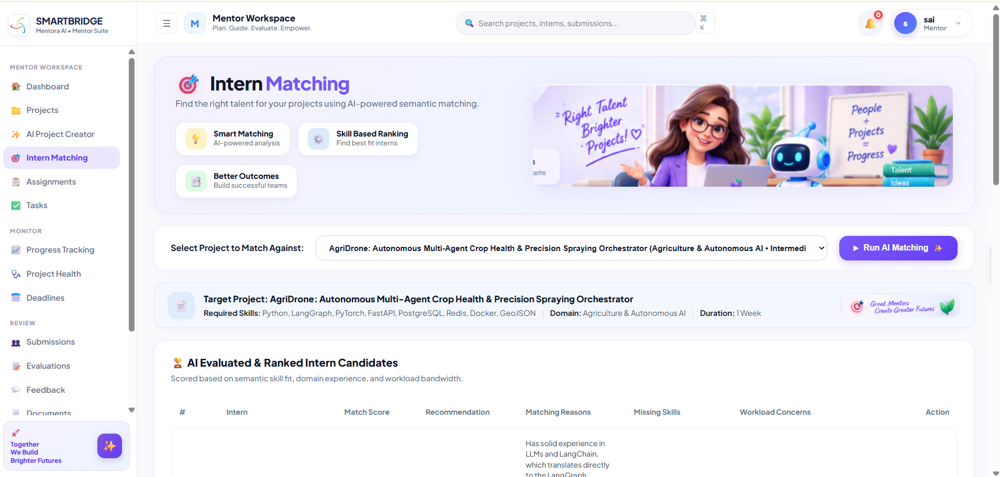 SMARTBRIDGE
Mentora AI • Mentor Suite
MENTOR WORKSPACE
Dashboard
Projects
AI Project Creator
Intern Matching
Assignments
Tasks
MONITOR
Progress Tracking
Project Health
Deadlines
REVIEW
Submissions
Evaluations
Feedback
Documents
Together
We Build
Brighter Futures
☰
M
Mentor Workspace
Plan. Guide. Evaluate. Empower.
Search projects, interns, submissions...
⌘
K
0
s
sai
Mentor
Intern Matching
Find the right talent for your projects using AI-powered semantic matching.
Smart Matching
AI-powered analysis
Skill Based Ranking
Find best fit interns
Better Outcomes
Build successful teams
Right Talent
Brighter
Projects!
s
ams
People
+
Projects
=
Progress
Talent
Ideas
Select Project to Match Against:
AgriDrone: Autonomous Multi-Agent Crop Health & Precision Spraying Orchestrator (Agriculture & Autonomous AI • Intermedi
▶ Run AI Matching ✨
Target Project: AgriDrone: Autonomous Multi-Agent Crop Health & Precision Spraying Orchestrator
Required Skills: Python, LangGraph, PyTorch, FastAPI, PostgreSQL, Redis, Docker, GeoJSON | Domain: Agriculture & Autonomous AI | Duration: 1 Week
Great Mentors
Create Greater Futures
AI Evaluated & Ranked Intern Candidates
Scored based on semantic skill fit, domain experience, and workload bandwidth.
# Intern Match Score Recommendation Matching Reasons Missing Skills Workload Concerns Action
Has solid experience in
LLMs and LangChain,
which translates directly
to the LangGraph